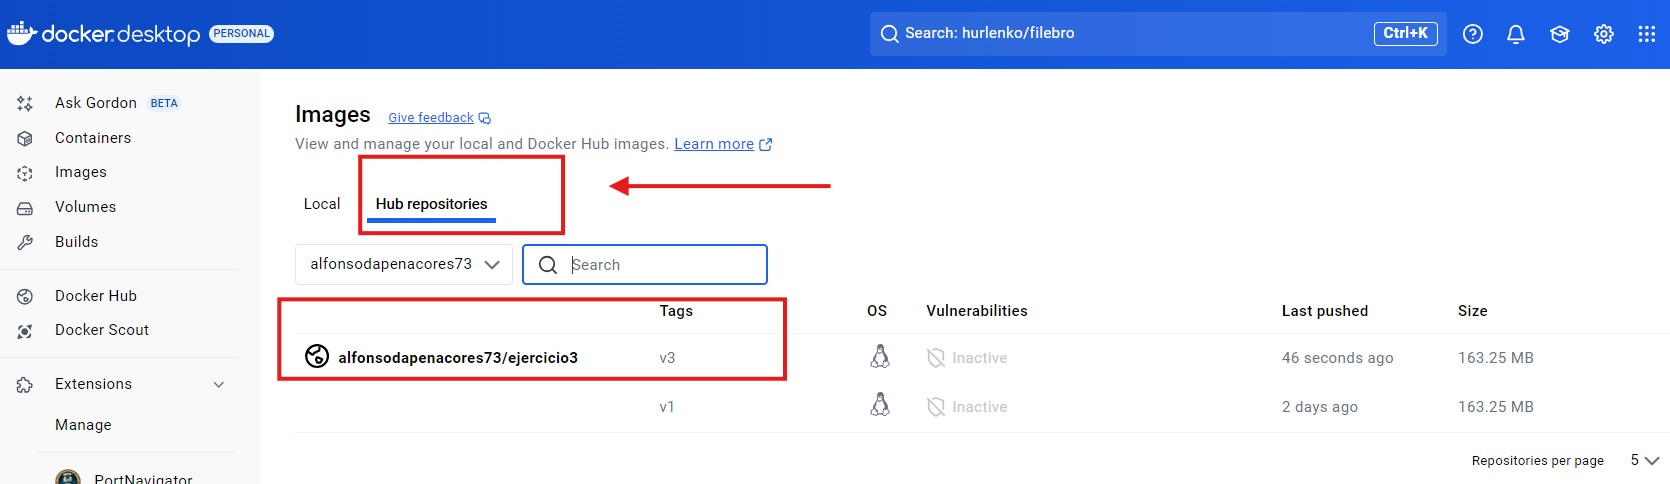 docker.desktop PERSONAL
Search: hurlenko/filebro Ctrl+K
Ask Gordon BETA
Containers
Images
Volumes
Builds
Docker Hub
Docker Scout
Extensions
Manage
PortNavigator
Images Give feedback
View and manage your local and Docker Hub images. Learn more
Local Hub repositories
alfonsodapenacores73 Search
Tags OS Vulnerabilities Last pushed Size
alfonsodapenacores73/ejercicio3 v3 Inactive 46 seconds ago 163.25 MB
v1 Inactive 2 days ago 163.25 MB
Repositories per page 5